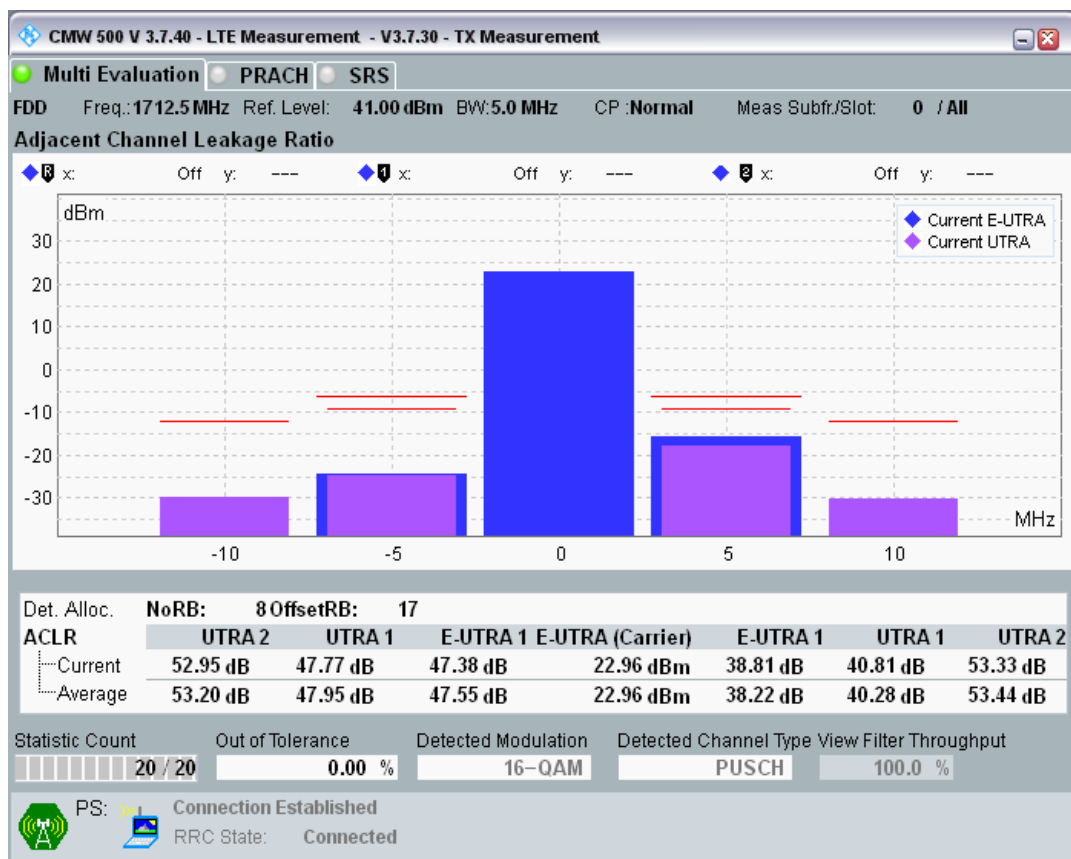 CMW 500 V 3.7.40 - LTE Measurement - V3.7.30 - TX Measurement
Multi Evaluation PRACH SRS
FDD Freq.:1712.5 MHz Ref. Level: 41.00 dBm BW:5.0 MHz CP :Normal Meas Subfr./Slot: 0 / All
Adjacent Channel Leakage Ratio
R x: Off y: --- 1 x: Off y: --- 2 x: Off y: ---
dBm
Current E-UTRA
Current UTRA
30
20
10
0
-10
-20
-30
MHz
-10 -5 0 5 10
Det. Alloc. NoRB: 8 OffsetRB: 17
ACLR UTRA 2 UTRA 1 E-UTRA 1 E-UTRA (Carrier) E-UTRA 1 UTRA 1 UTRA 2
Current 52.95 dB 47.77 dB 47.38 dB 22.96 dBm 38.81 dB 40.81 dB 53.33 dB
Average 53.20 dB 47.95 dB 47.55 dB 22.96 dBm 38.22 dB 40.28 dB 53.44 dB
Statistic Count Out of Tolerance Detected Modulation Detected Channel Type View Filter Throughput
20 / 20 0.00 % 16-QAM PUSCH 100.0 %
PS: Connection Established
RRC State: Connected